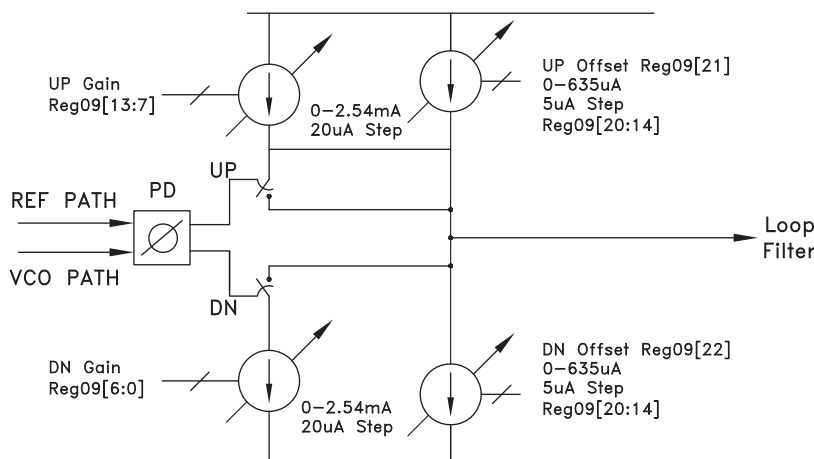 UP Gain
Reg09[13:7]
0-2.54mA
20uA Step
UP Offset Reg09[21]
0-635uA
5uA Step
Reg09[20:14]
UP
PD
REF PATH
VCO PATH
DN
Loop
Filter
DN Gain
Reg09[6:0]
0-2.54mA
20uA Step
DN Offset Reg09[22]
0-635uA
5uA Step
Reg09[20:14]